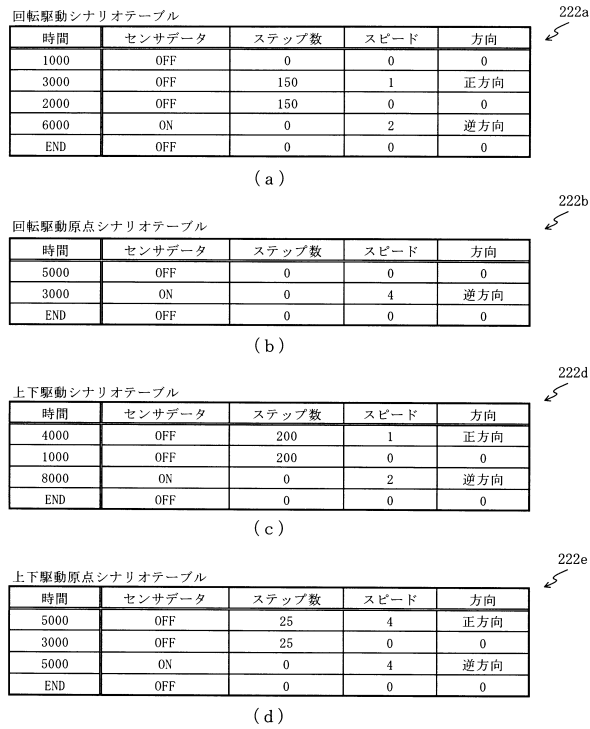 222a
回転駆動シナリオテーブル
時間 センサデータ ステップ数 スピード 方向
1000 OFF 0 0 0
3000 OFF 150 1 正方向
2000 OFF 150 0 0
6000 ON 0 2 逆方向
END OFF 0 0 0
(a)
222b
回転駆動原点シナリオテーブル
時間 センサデータ ステップ数 スピード 方向
5000 OFF 0 0 0
3000 ON 0 4 逆方向
END OFF 0 0 0
(b)
222d
上下駆動シナリオテーブル
時間 センサデータ ステップ数 スピード 方向
4000 OFF 200 1 正方向
1000 OFF 200 0 0
8000 ON 0 2 逆方向
END OFF 0 0 0
(c)
222e
上下駆動原点シナリオテーブル
時間 センサデータ ステップ数 スピード 方向
5000 OFF 25 4 正方向
3000 OFF 25 0 0
5000 ON 0 4 逆方向
END OFF 0 0 0
(d)